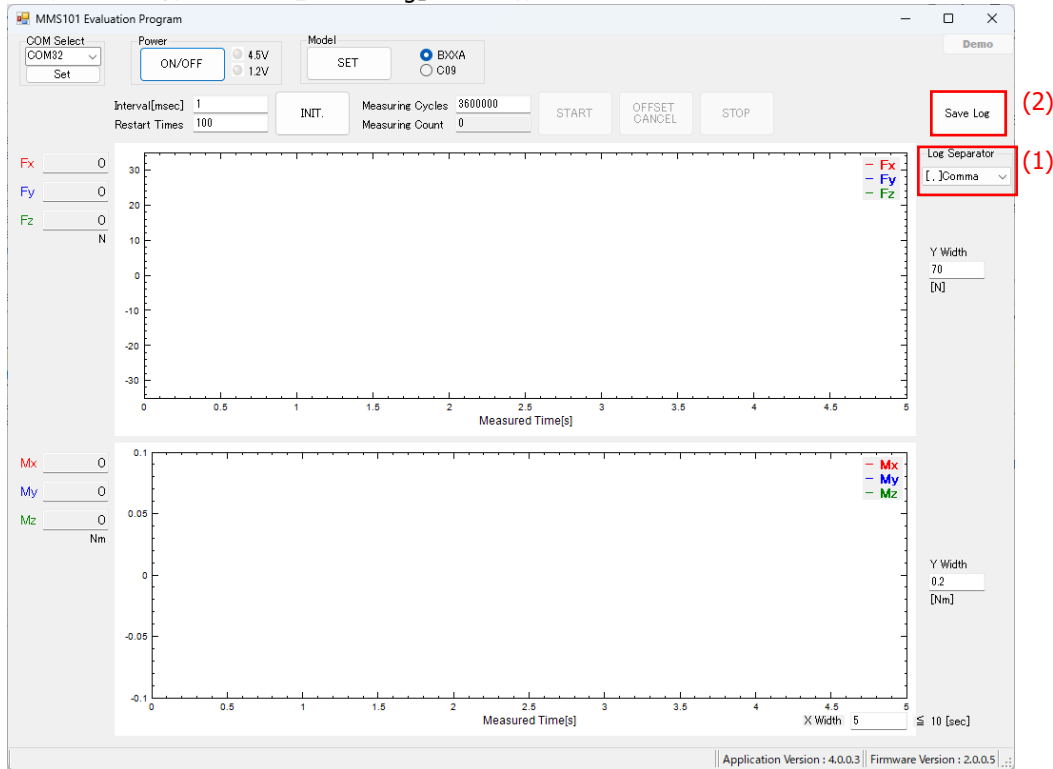 MMS101 Evaluation Program
COM Select
COM32
Set
Power
ON/OFF
4.5V
1.2V
Model
SET
BXXA
C09
Demo
Interval[msec] 1
Restart Times 100
INIT.
Measuring Cycles 3600000
Measuring Count 0
START
OFFSET
CANCEL
STOP
Save Log
(2)
Log Separator
[,]Comma
(1)
Fx 0
Fy 0
Fz 0
N
30
20
10
0
-10
-20
-30
0 0.5 1 1.5 2 2.5 3 3.5 4 4.5 5
Measured Time[s]
Fx
Fy
Fz
Y Width
70
[N]
Mx 0
My 0
Mz 0
Nm
0.1
0.05
0
-0.05
-0.1
0 0.5 1 1.5 2 2.5 3 3.5 4 4.5 5
Measured Time[s]
Mx
My
Mz
Y Width
0.2
[Nm]
X Width 5 ≦ 10 [sec]
Application Version : 4.0.0.3 Firmware Version : 2.0.0.5